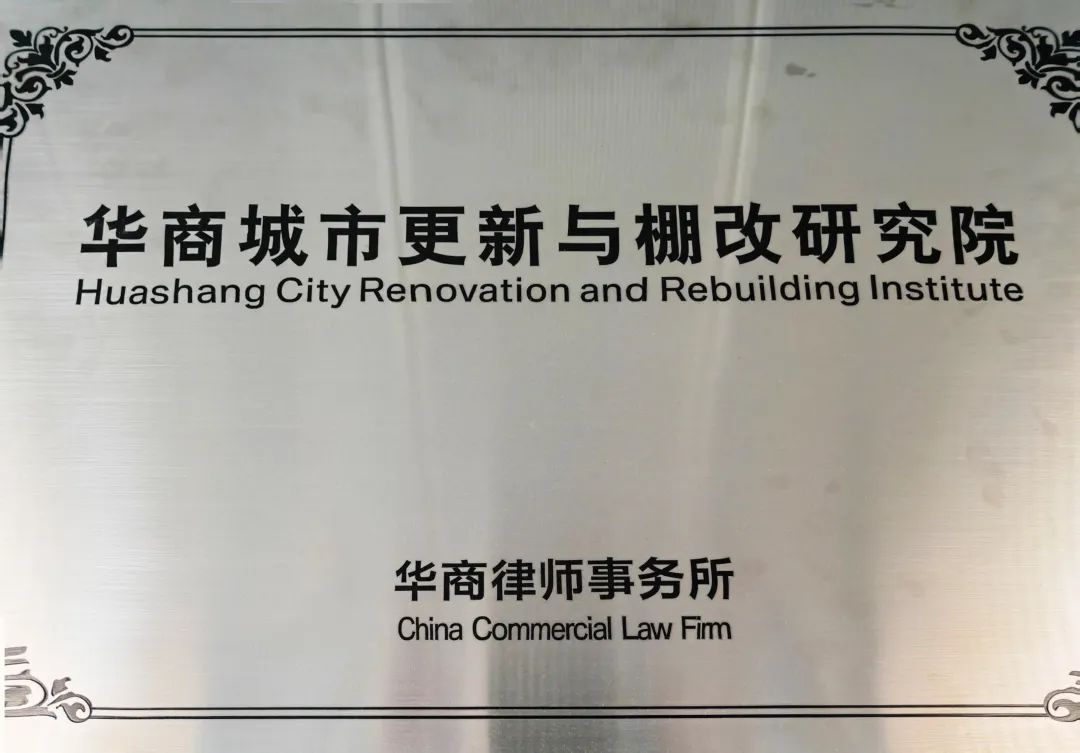 华商城市更新与棚改研究院
Huashang City Renovation and Rebuilding Institute
华商律师事务所
China Commercial Law Firm